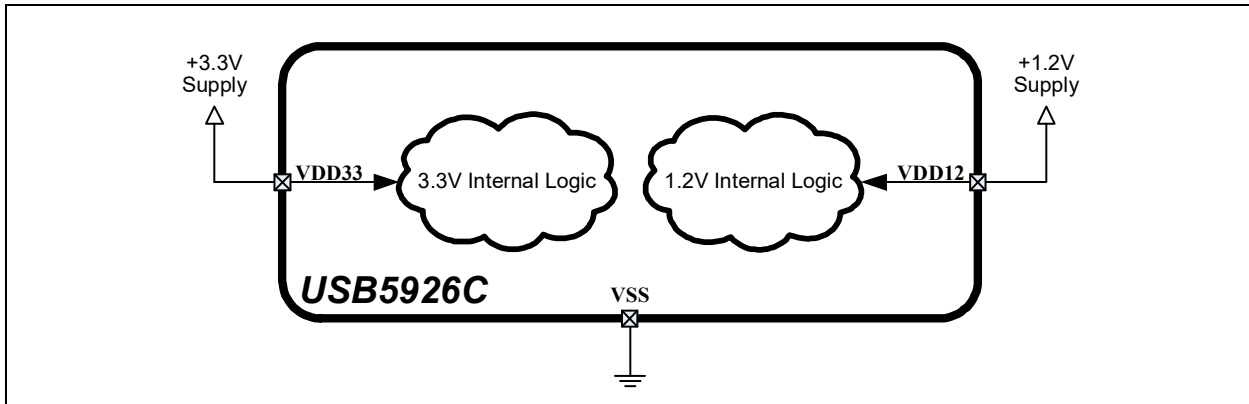 +3.3V
Supply
+1.2V
Supply
VDD33
3.3V Internal Logic
1.2V Internal Logic
VDD12
USB5926C
VSS